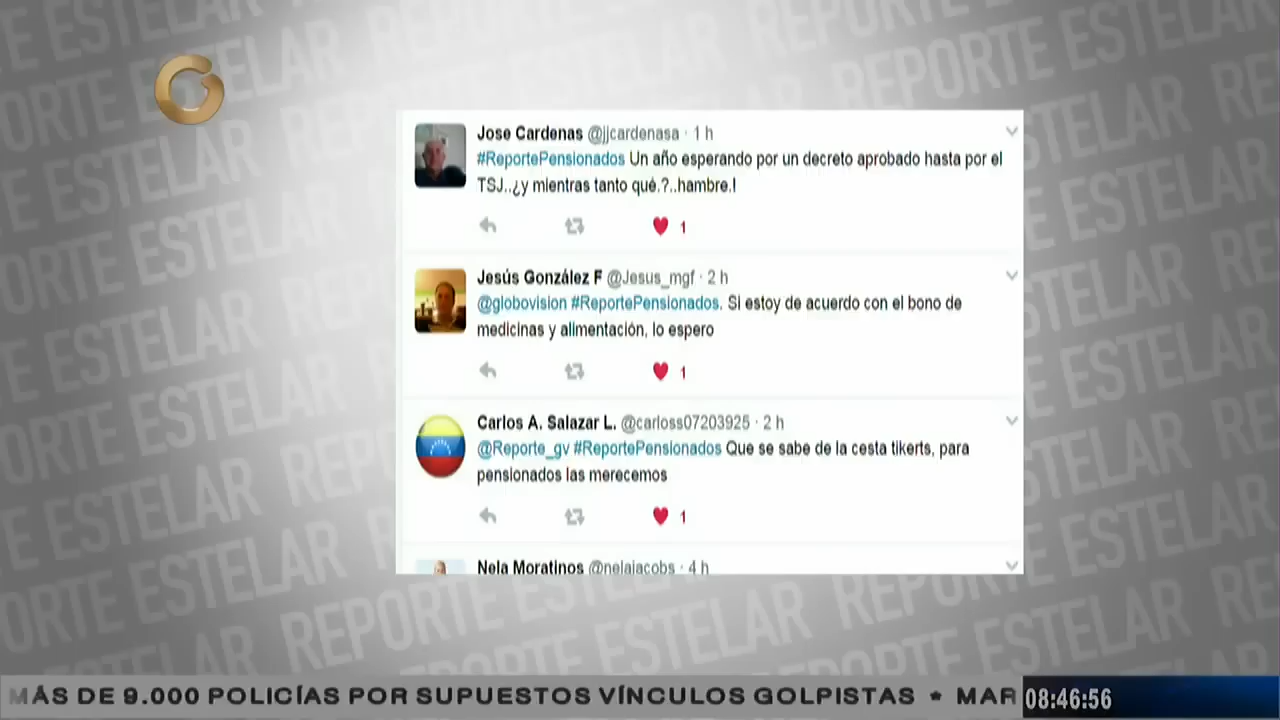 Jose Cardenas @jjcardenasa · 1 h
#ReportePensionados Un año esperando por un decreto aprobado hasta por el
TSJ..¿y mientras tanto qué.?..hambre.!
1
Jesús González F @Jesus_mgf · 2 h
@globovision #ReportePensionados. Si estoy de acuerdo con el bono de
medicinas y alimentación, lo espero
1
Carlos A. Salazar L. @carloss07203925 · 2 h
@Reporte_gv #ReportePensionados Que se sabe de la cesta tikerts, para
pensionados las merecemos
1
Nela Moratinos @nelajacobs · 4 h
MÁS DE 9.000 POLICÍAS POR SUPUESTOS VÍNCULOS GOLPISTAS * MAR
08:46:56
REPORTE ESTELAR